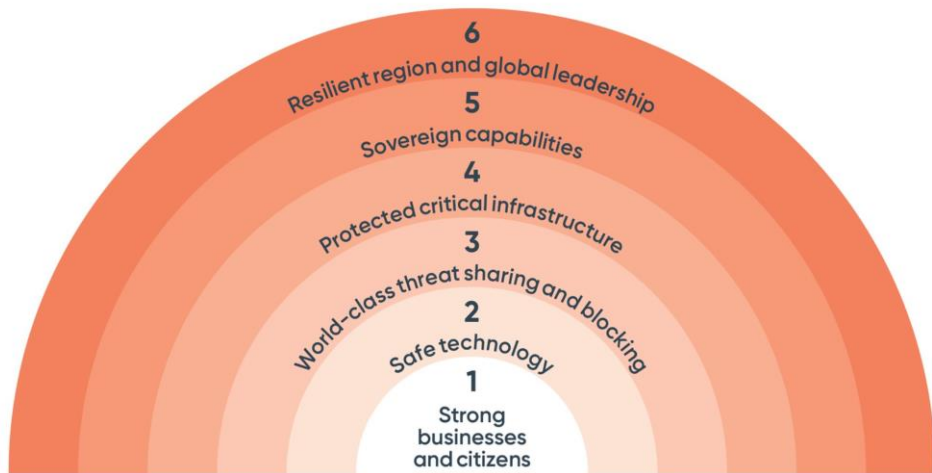 6
Resilient region and global leadership
5
Sovereign capabilities
4
Protected critical infrastructure
3
World-class threat sharing and blocking
2
Safe technology
1
Strong
businesses
and citizens